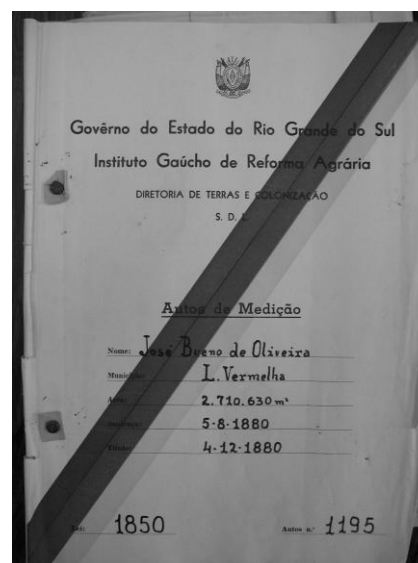 Govêrno do Estado do Rio Grande do Sul
Instituto Gaúcho de Reforma Agrária
DIRETORIA DE TERRAS E COLONIZAÇÃO
S. D.
Autos de Medição
Nome: José Bueno de Oliveira
Município: L. Vermelha
2.710.630 m²
5-8-1880
4-12-1880
1850
Autos n.º 1195